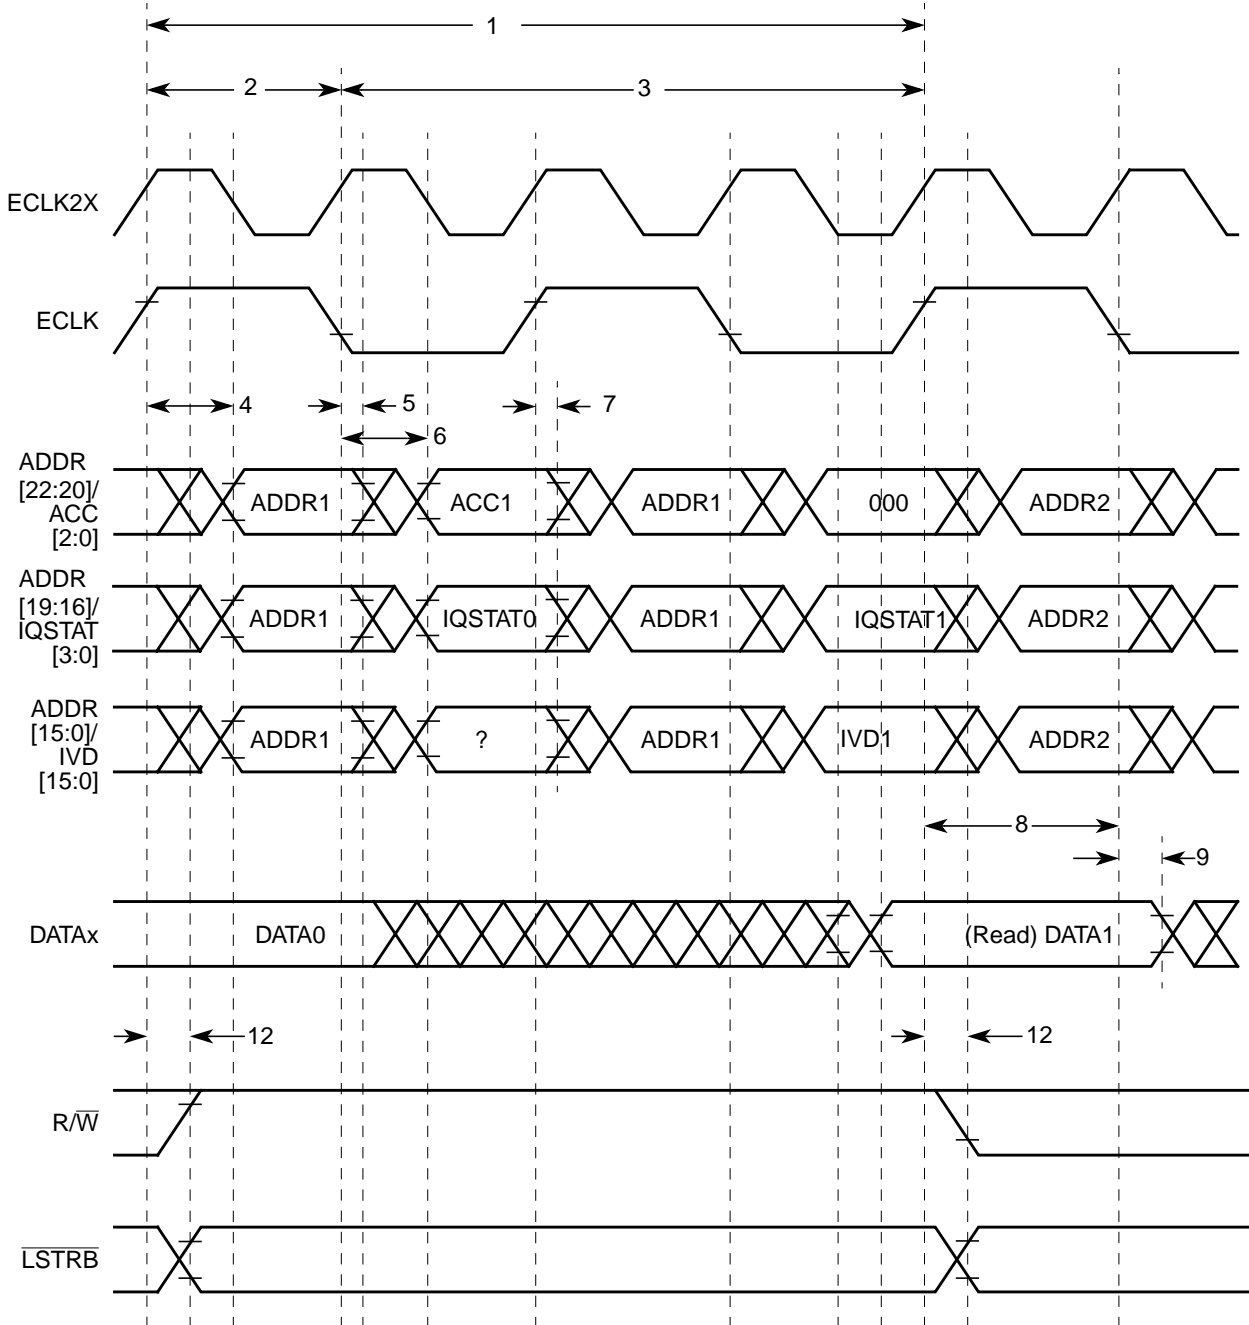 1
2
3
ECLK2X
ECLK
4
5
7
6
ADDR
[22:20]/
ACC
[2:0]
ADDR1
ACC1
ADDR1
000
ADDR2
ADDR
[19:16]/
IQSTAT
[3:0]
ADDR1
IQSTAT0
ADDR1
IQSTAT1
ADDR2
ADDR
[15:0]/
IVD
[15:0]
ADDR1
?
ADDR1
IVD1
ADDR2
8
9
DATAx
DATA0
(Read) DATA1
12
12
R/W̅
L̅S̅T̅R̅B̅